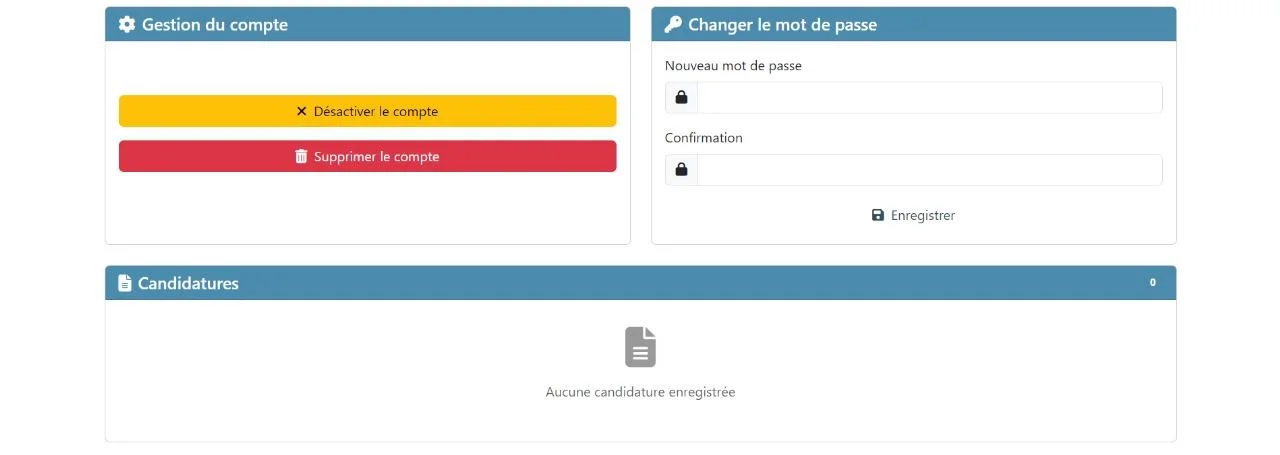 Gestion du compte
Désactiver le compte
Supprimer le compte
Changer le mot de passe
Nouveau mot de passe
Confirmation
Enregistrer
Candidatures
0
Aucune candidature enregistrée